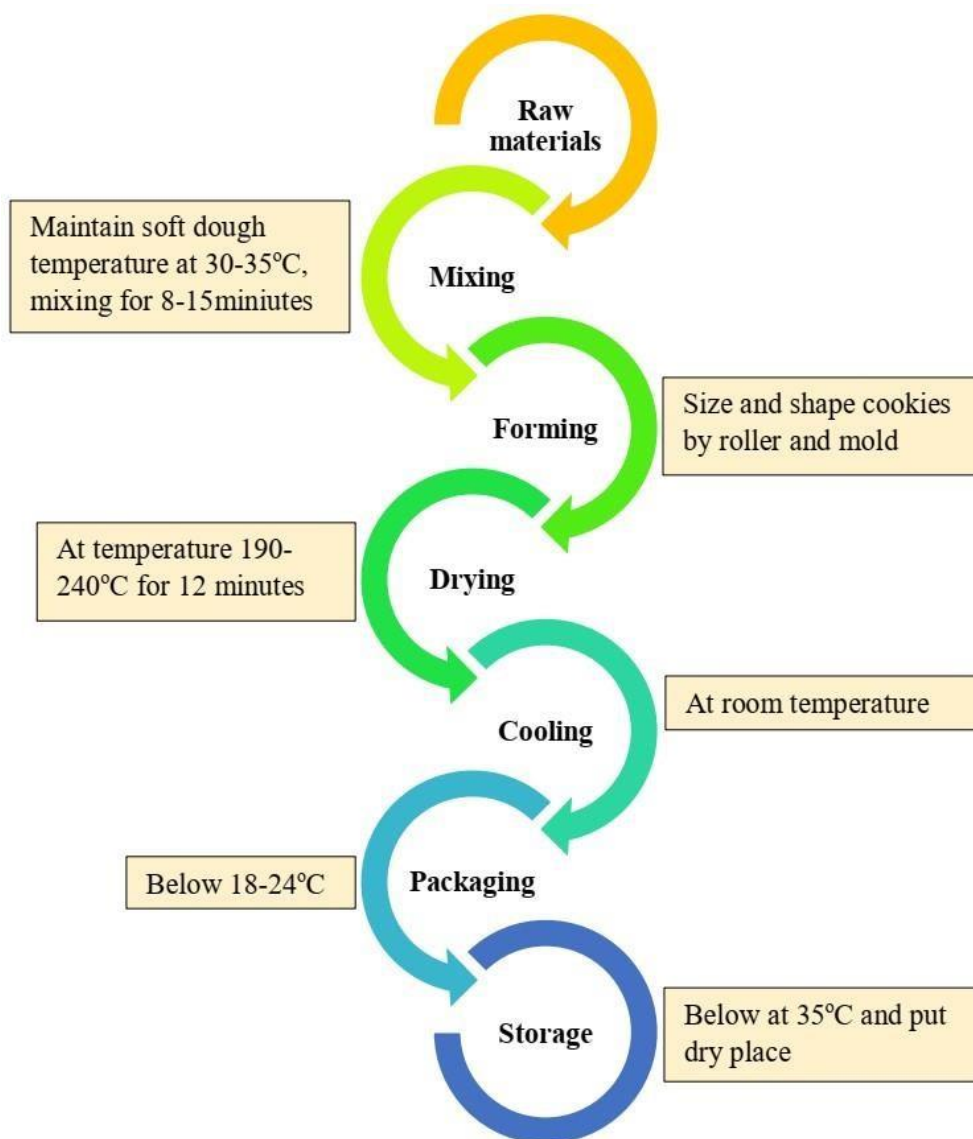 Raw
materials
Maintain soft dough
temperature at 30-35°C,
mixing for 8-15miniutes
Mixing
Forming
Size and shape cookies
by roller and mold
At temperature 190-
240°C for 12 minutes
Drying
At room temperature
Cooling
Below 18-24°C
Packaging
Storage
Below at 35°C and put
dry place